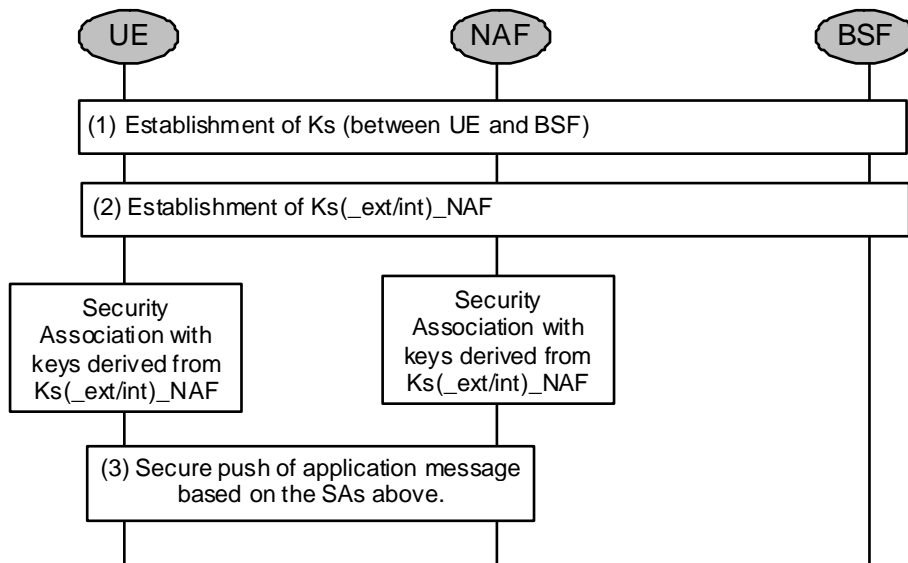 UE NAF BSF
(1) Establishment of Ks (between UE and BSF)
(2) Establishment of Ks(_ext/int)_NAF
Security
Association with
keys derived from
Ks(_ext/int)_NAF
Security
Association with
keys derived from
Ks(_ext/int)_NAF
(3) Secure push of application message
based on the SAs above.